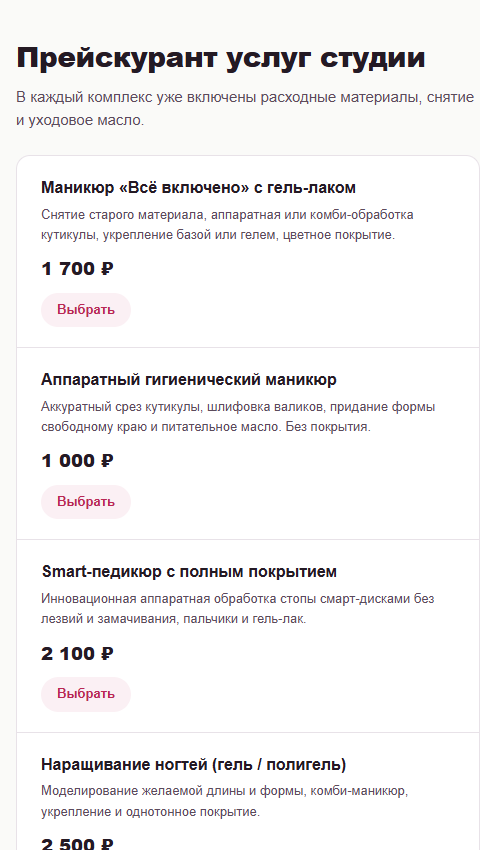 Прейскурант услуг студии
В каждый комплекс уже включены расходные материалы, снятие
и уходовое масло.
Маникюр «Всё включено» с гель-лаком
Снятие старого материала, аппаратная или комби-обработка
кутикулы, укрепление базой или гелем, цветное покрытие.
1 700 ₽
Выбрать
Аппаратный гигиенический маникюр
Аккуратный срез кутикулы, шлифовка валиков, придание формы
свободному краю и питательное масло. Без покрытия.
1 000 ₽
Выбрать
Smart-педикюр с полным покрытием
Инновационная аппаратная обработка стопы смарт-дисками без
лезвий и замачивания, пальчики и гель-лак.
2 100 ₽
Выбрать
Наращивание ногтей (гель / полигель)
Моделирование желаемой длины и формы, комби-маникюр,
укрепление и однотонное покрытие.
2 500 ₽